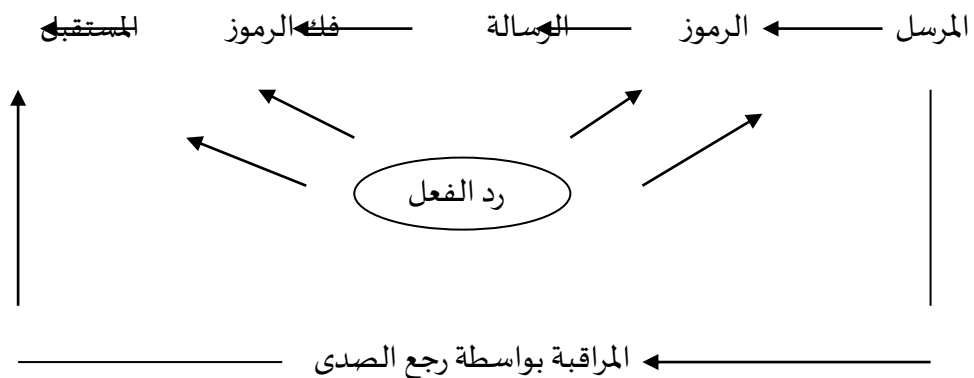 المرسل الرموز الرسالة فك الرموز المستقبل
رد الفعل
المراقبة بواسطة رجع الصدى